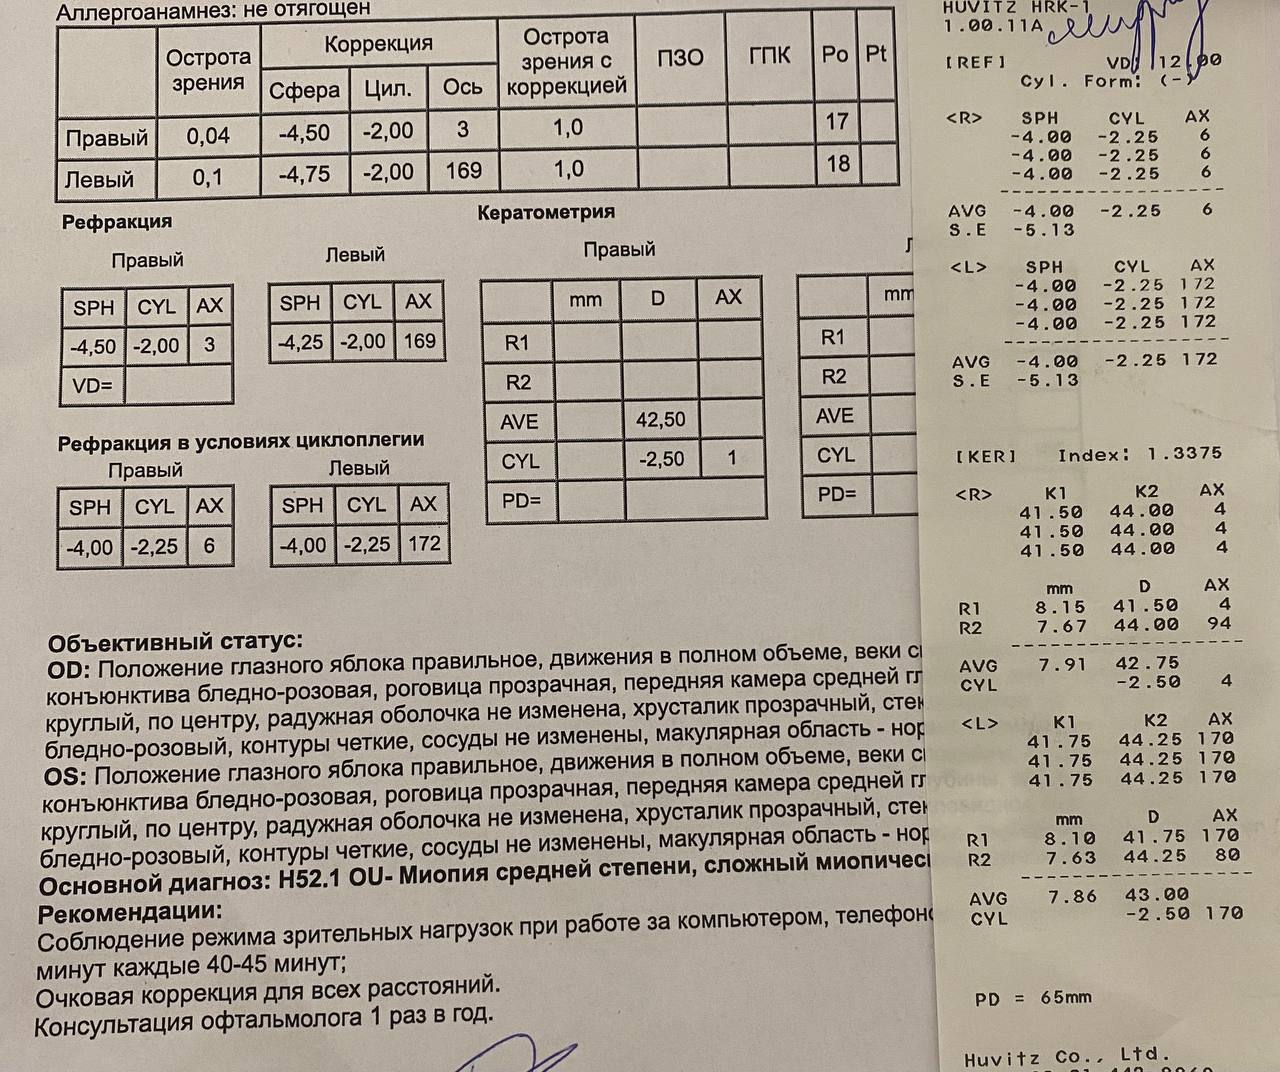 Аллергоанамнез: не отягощен
Острота зрения Коррекция Острота зрения с коррекцией ПЗО ГПК Po Pt
Сфера Цил. Ось
Правый 0,04 -4,50 -2,00 3 1,0 17
Левый 0,1 -4,75 -2,00 169 1,0 18
Рефракция
Правый Левый
SPH CYL AX SPH CYL AX
-4,50 -2,00 3 -4,25 -2,00 169
VD=
Рефракция в условиях циклоплегии
Правый Левый
SPH CYL AX SPH CYL AX
-4,00 -2,25 6 -4,00 -2,25 172
Кератометрия
Правый
mm D AX mm
R1 R1
R2 R2
AVE 42,50 AVE
CYL -2,50 1 CYL
PD= PD=
Объективный статус:
OD: Положение глазного яблока правильное, движения в полном объеме, веки
конъюнктива бледно-розовая, роговица прозрачная, передняя камера средней
круглый, по центру, радужная оболочка не изменена, хрусталик прозрачный,
бледно-розовый, контуры четкие, сосуды не изменены, макулярная область -
OS: Положение глазного яблока правильное, движения в полном объеме, веки
конъюнктива бледно-розовая, роговица прозрачная, передняя камера средней
круглый, по центру, радужная оболочка не изменена, хрусталик прозрачный,
бледно-розовый, контуры четкие, сосуды не изменены, макулярная область -
Основной диагноз: H52.1 OU- Миопия средней степени, сложный
Рекомендации:
Соблюдение режима зрительных нагрузок при работе за компьютером,
минут каждые 40-45 минут;
Очковая коррекция для всех расстояний.
Консультация офтальмолога 1 раз в год.
HUVITZ HRK-1
1.00.11A
[REF] VD: 12.00
Cyl. Form: (-)
<R> SPH CYL AX
-4.00 -2.25 6
-4.00 -2.25 6
-4.00 -2.25 6
AVG -4.00 -2.25 6
S.E -5.13
<L> SPH CYL AX
-4.00 -2.25 172
-4.00 -2.25 172
-4.00 -2.25 172
AVG -4.00 -2.25 172
S.E -5.13
[KER] Index: 1.3375
<R> K1 K2 AX
41.50 44.00 4
41.50 44.00 4
41.50 44.00 4
mm D AX
R1 8.15 41.50 4
R2 7.67 44.00 94
AVG 7.91 42.75
CYL -2.50 4
<L> K1 K2 AX
41.75 44.25 170
41.75 44.25 170
41.75 44.25 170
mm D AX
R1 8.10 41.75 170
R2 7.63 44.25 80
AVG 7.86 43.00
CYL -2.50 170
PD = 65mm
Huvitz Co., Ltd.